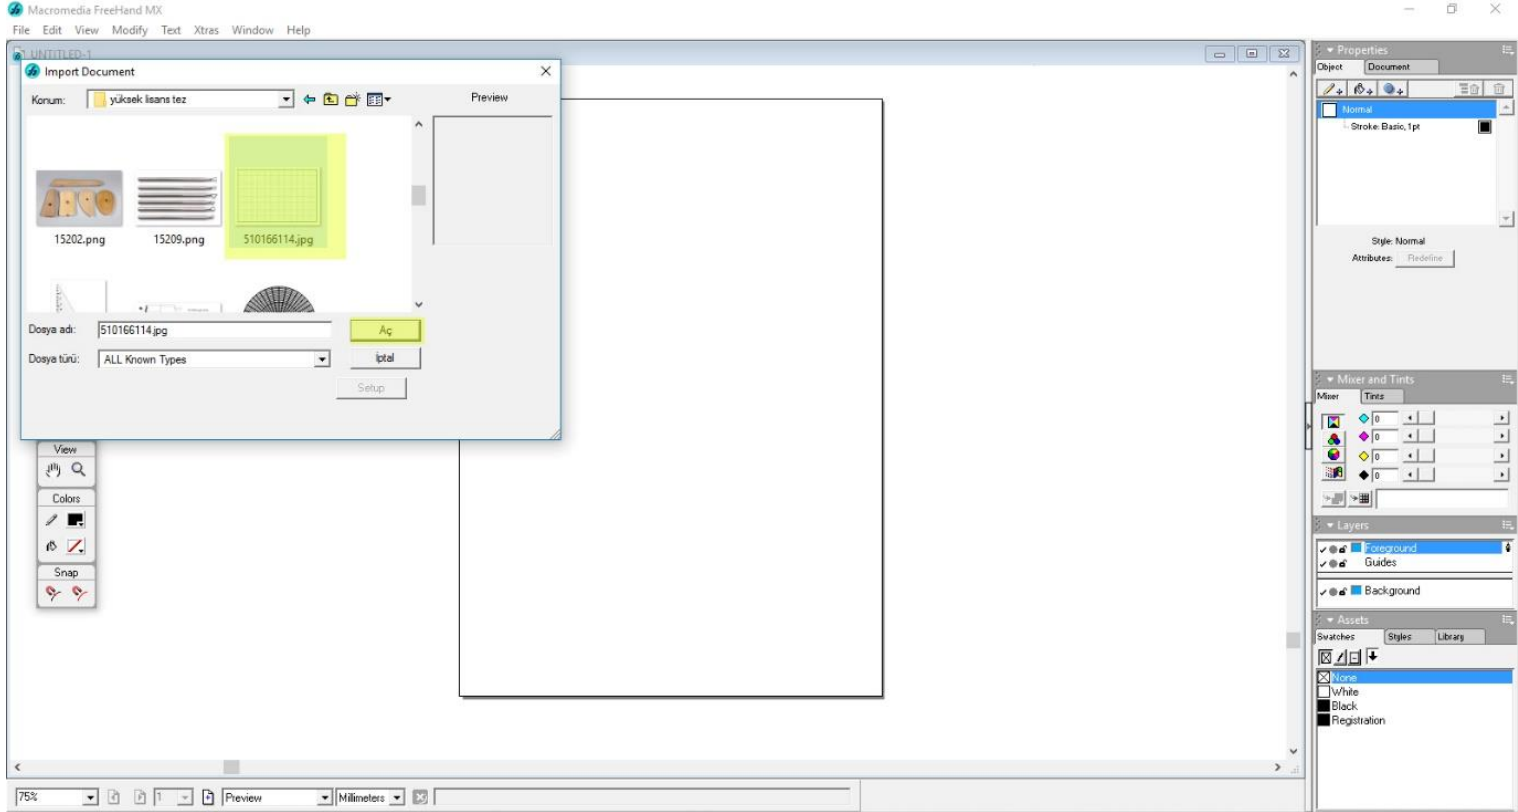 Macromedia FreeHand MX
File Edit View Modify Text Xtras Window Help
UNTITLED-1
Import Document
Konum: yüksek lisans tez
Preview
15202.png
15209.png
510166114.jpg
Dosya adı: 510166114.jpg
Aç
Dosya türü: ALL Known Types
İptal
Setup
View
Colors
Snap
75%
1
Preview
Millimeters
Properties
Object Document
Normal
Stroke: Basic, 1pt
Style: Normal
Attributes: Redefine
Mixer and Tints
Mixer Tints
0
0
0
0
Layers
Foreground
Guides
Background
Assets
Swatches Styles Library
None
White
Black
Registration